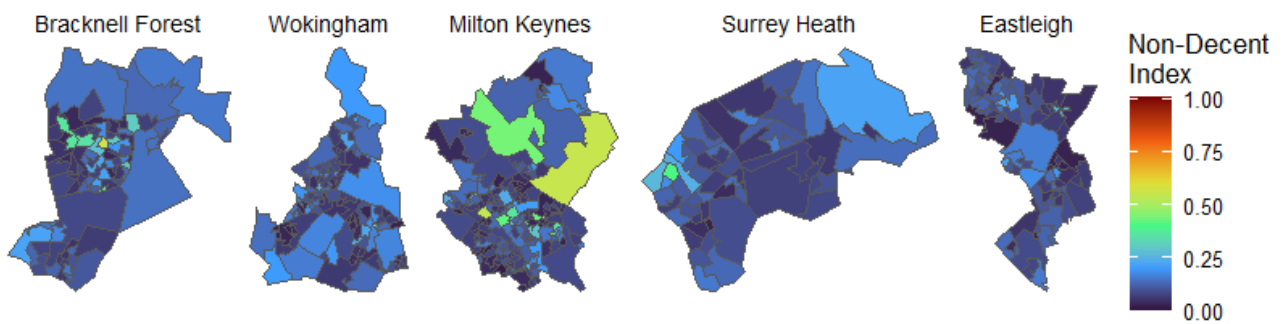 Bracknell Forest
Wokingham
Milton Keynes
Surrey Heath
Eastleigh
Non-Decent
Index
1.00
0.75
0.50
0.25
0.00